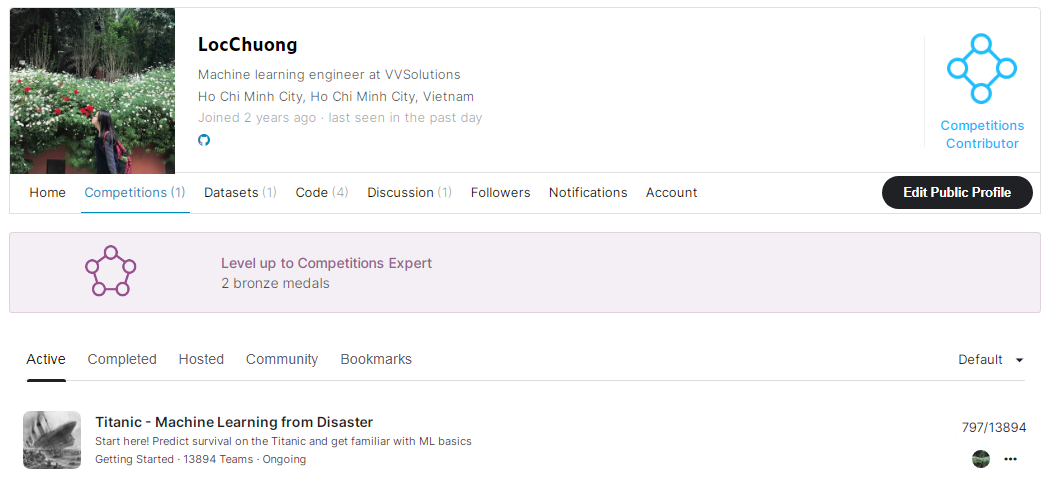 LocChuong
Machine learning engineer at VVSolutions
Ho Chi Minh City, Ho Chi Minh City, Vietnam
Joined 2 years ago · last seen in the past day
Competitions
Contributor
Home Competitions (1) Datasets (1) Code (4) Discussion (1) Followers Notifications Account Edit Public Profile
Level up to Competitions Expert
2 bronze medals
Active Completed Hosted Community Bookmarks Default
Titanic - Machine Learning from Disaster
Start here! Predict survival on the Titanic and get familiar with ML basics
Getting Started · 13894 Teams · Ongoing
797/13894